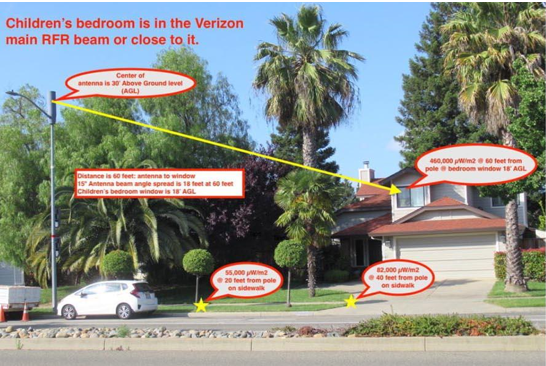 Children's bedroom is in the Verizon
main RFR beam or close to it.
Center of
antenna is 30' Above Ground level
(AGL)
460,000 µW/m2 @ 60 feet from
pole @ bedroom window 18' AGL
Distance is 60 feet: antenna to window
15° Antenna beam angle spread is 16 feet at 60 feet
Children's bedroom window is 18' AGL
55,000 µW/m2
@ 20 feet from pole
on sidewalk
82,000 µW/m2
@ 40 feet from pole
on sidwalk